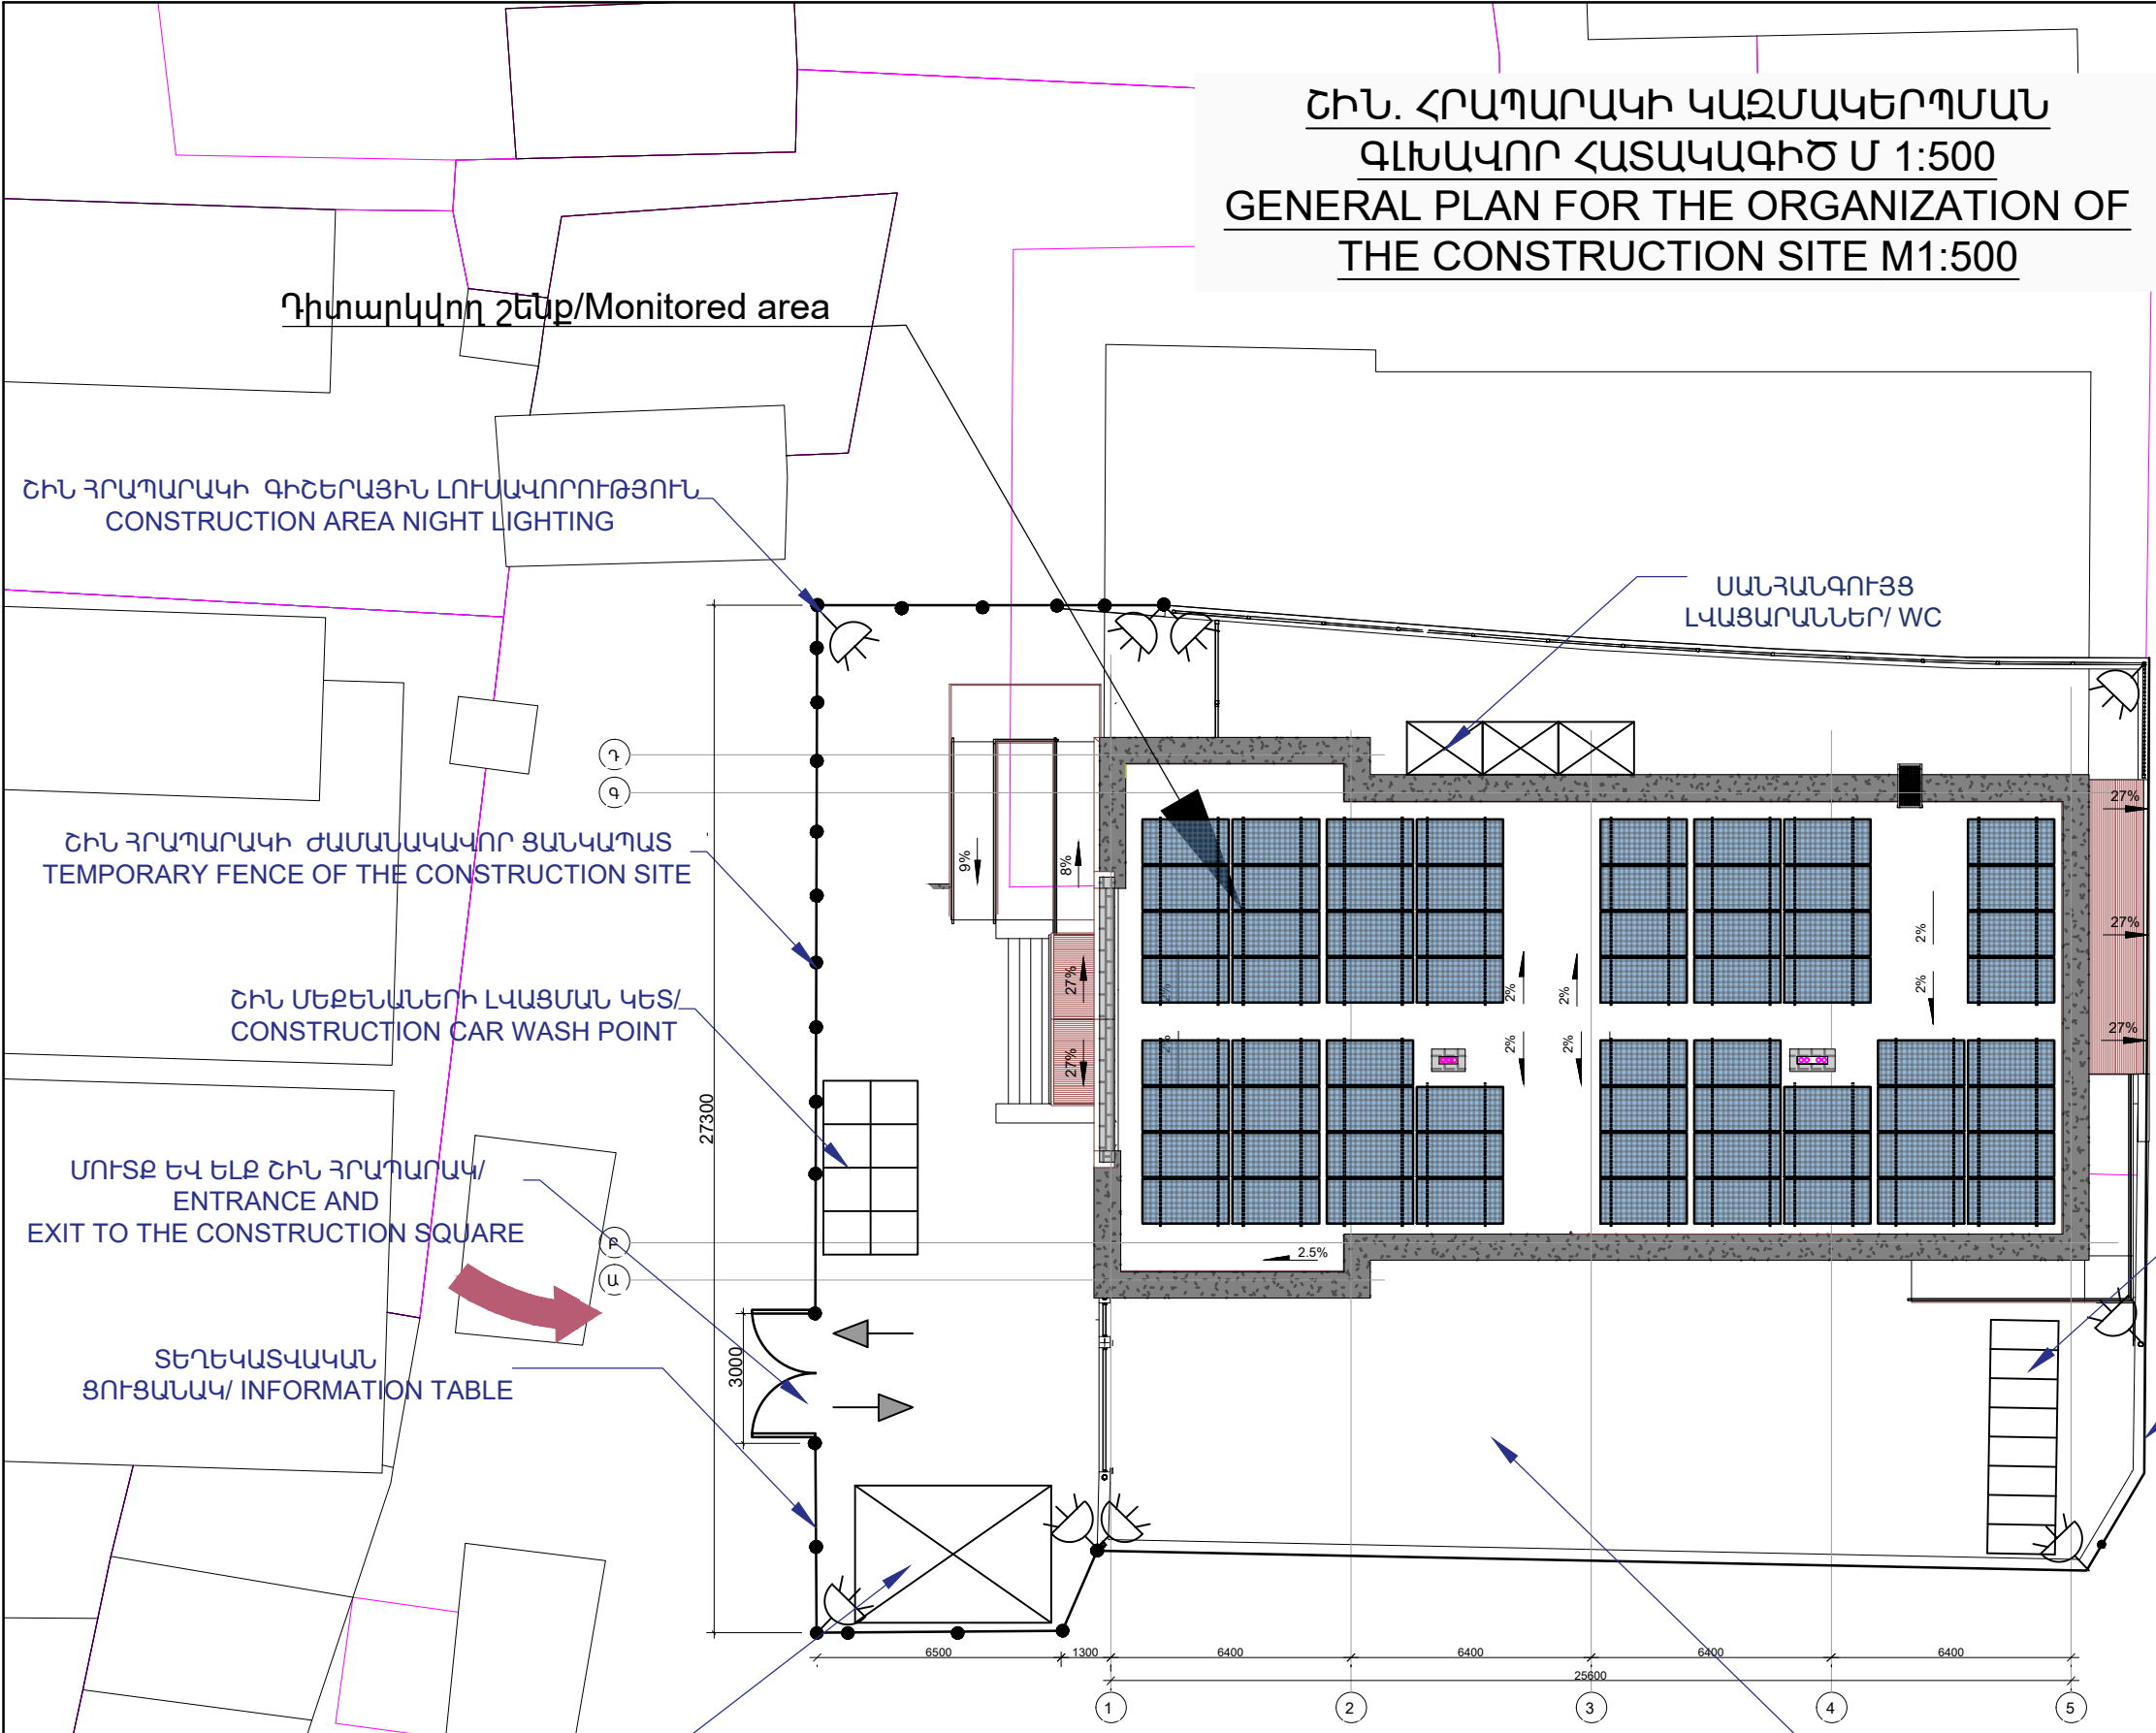 ՇԻՆ. ՀՐԱՊԱՐԱԿԻ ԿԱԶՄԱԿԵՐՊՄԱՆ
ԳԼԽԱՎՈՐ ՀԱՏԱԿԱԳԻԾ Մ 1:500
GENERAL PLAN FOR THE ORGANIZATION OF
THE CONSTRUCTION SITE M1:500
Դիտարկվող շենք/Monitored area
ՇԻՆ ՀՐԱՊԱՐԱԿԻ ԳԻՇԵՐԱՅԻՆ ԼՈՒՍԱՎՈՐՈՒԹՅՈՒՆ
CONSTRUCTION AREA NIGHT LIGHTING
ՍԱՆՀԱՆԳՈՒՅՑ
ԼՎԱՑԱՐԱՆՆԵՐ/ WC
Դ
Գ
ՇԻՆ ՀՐԱՊԱՐԱԿԻ ԺԱՄԱՆԱԿԱՎՈՐ ՑԱՆԿԱՊԱՏ
TEMPORARY FENCE OF THE CONSTRUCTION SITE
9%
8%
27%
27%
27%
27%
27%
2%
2%
2%
2%
2%
2%
2%
2%
2.5%
ՇԻՆ ՄԵՔԵՆԱՆԵՐԻ ԼՎԱՑՄԱՆ ԿԵՏ/
CONSTRUCTION CAR WASH POINT
27300
ՄՈՒՏՔ ԵՎ ԵԼՔ ՇԻՆ ՀՐԱՊԱՐԱԿ/
ENTRANCE AND
EXIT TO THE CONSTRUCTION SQUARE
Բ
Ա
3000
ՏԵՂԵԿԱՏՎԱԿԱՆ
ՑՈՒՑԱՆԱԿ/ INFORMATION TABLE
6500 1300 6400 6400 6400 6400
25600
1 2 3 4 5